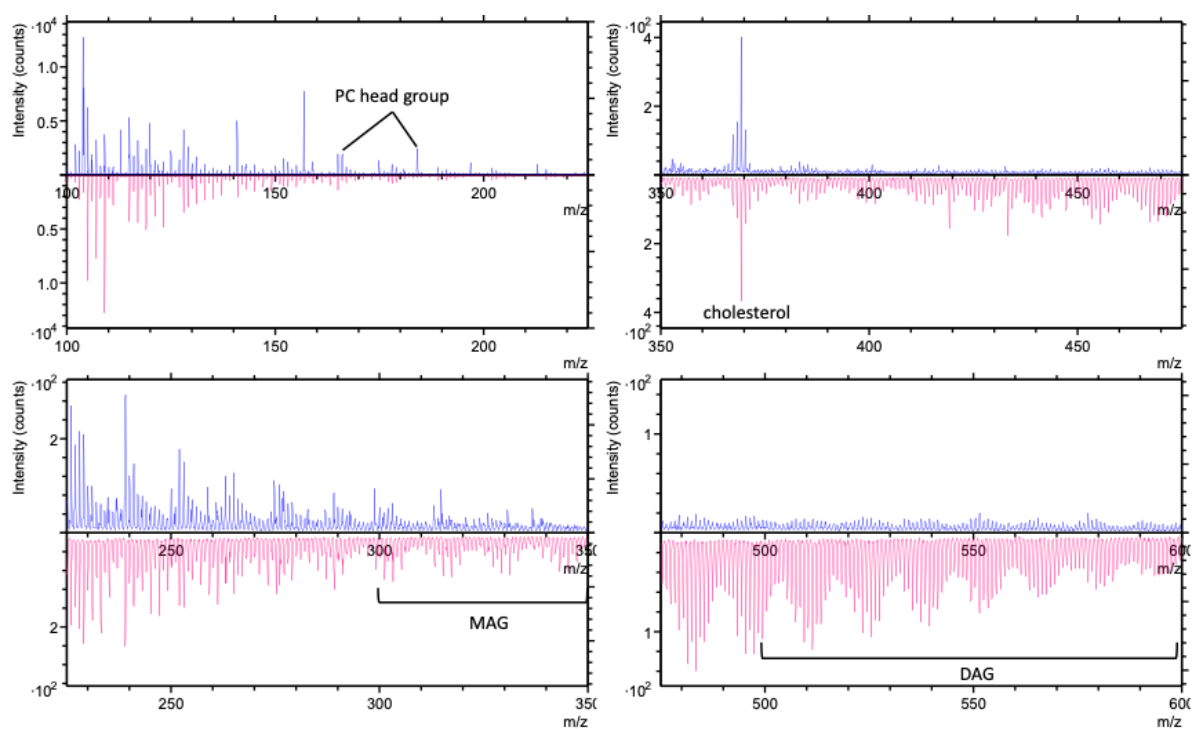 ·10⁴
Intensity (counts)
1.0
0.5
PC head group
100
150
200
m/z
0.5
1.0
·10⁴
100
150
200
m/z
·10²
Intensity (counts)
4
2
350
400
450
m/z
2
4
·10²
cholesterol
350
400
450
m/z
·10²
Intensity (counts)
2
250
300
350
m/z
2
MAG
·10²
250
300
350
m/z
·10²
Intensity (counts)
1
500
550
600
m/z
1
DAG
·10²
500
550
600
m/z